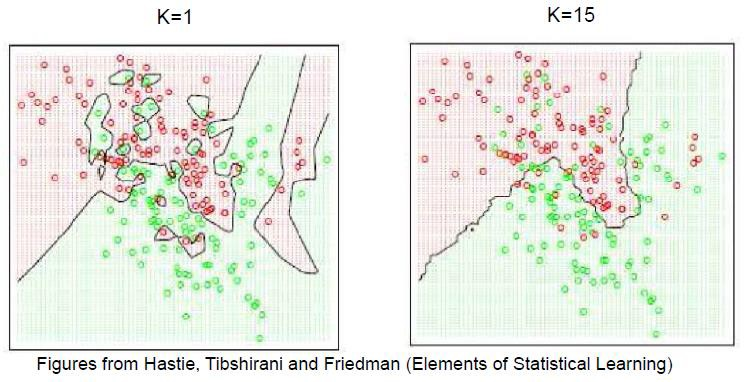 K=1
K=15
Figures from Hastie, Tibshirani and Friedman (Elements of Statistical Learning)